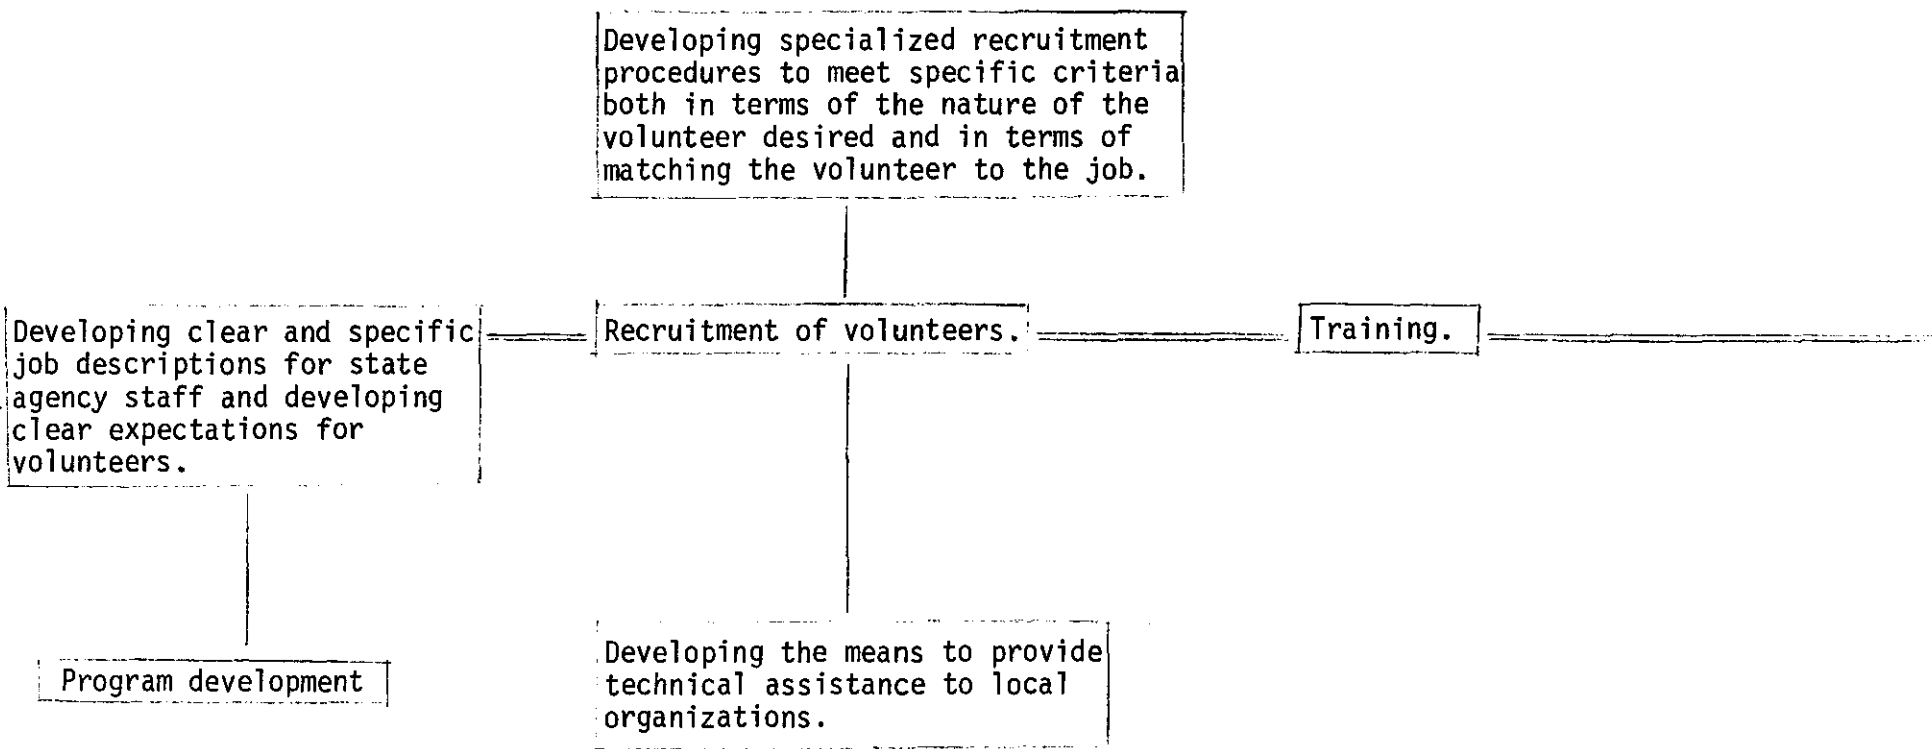 Developing specialized recruitment
procedures to meet specific criteria
both in terms of the nature of the
volunteer desired and in terms of
matching the volunteer to the job.
Developing clear and specific
job descriptions for state
agency staff and developing
clear expectations for
volunteers.
Recruitment of volunteers.
Training.
Program development
Developing the means to provide
technical assistance to local
organizations.